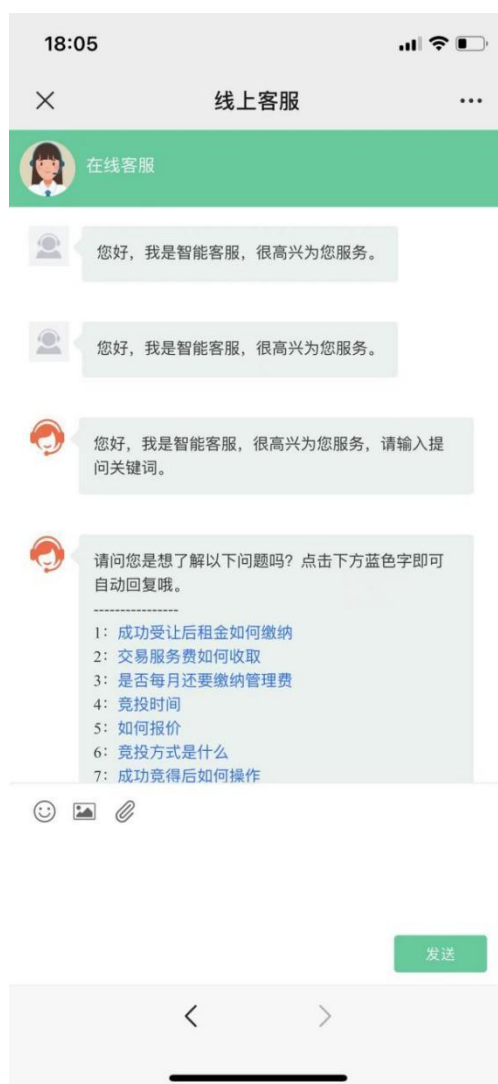 18:05
线上客服
在线客服
您好，我是智能客服，很高兴为您服务。
您好，我是智能客服，很高兴为您服务。
您好，我是智能客服，很高兴为您服务，请输入提
问关键词。
请问您是想了解以下问题吗？点击下方蓝色字即可
自动回复哦。
----------------
1：成功受让后租金如何缴纳
2：交易服务费如何收取
3：是否每月还要缴纳管理费
4：竞投时间
5：如何报价
6：竞投方式是什么
7：成功竞得后如何操作
发送